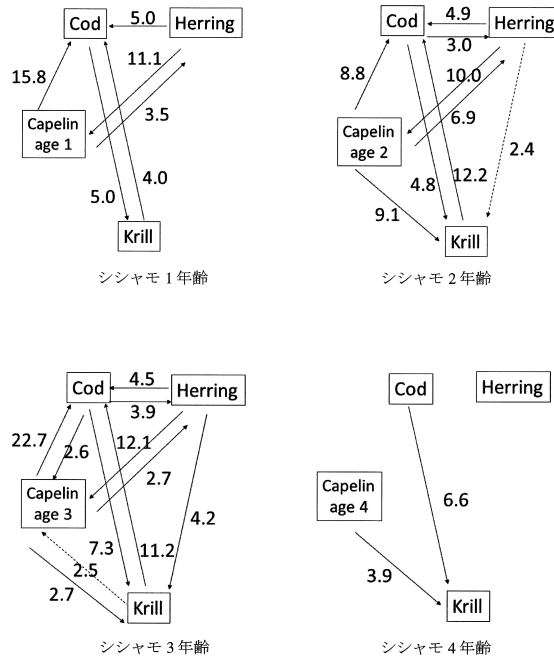 5.0
Cod
Herring
15.8
11.1
3.5
Capelin
age 1
4.0
5.0
Krill
シシャモ 1 年齢
4.9
Cod
Herring
3.0
8.8
10.0
6.9
Capelin
age 2
2.4
4.8
12.2
9.1
Krill
シシャモ 2 年齢
4.5
Cod
Herring
3.9
22.7
2.6
12.1
2.7
Capelin
age 3
4.2
7.3
11.2
2.5
2.7
Krill
シシャモ 3 年齢
Cod
Herring
Capelin
age 4
6.6
3.9
Krill
シシャモ 4 年齢